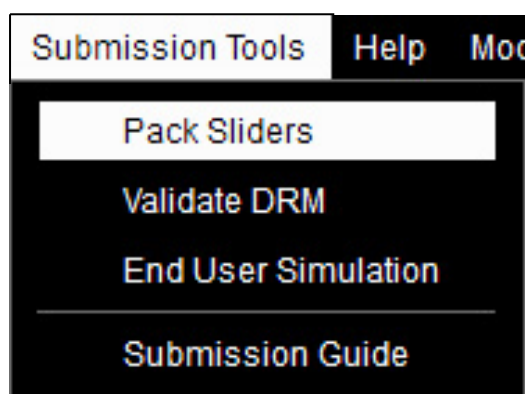 Submission Tools Help
Pack Sliders
Validate DRM
End User Simulation
Submission Guide